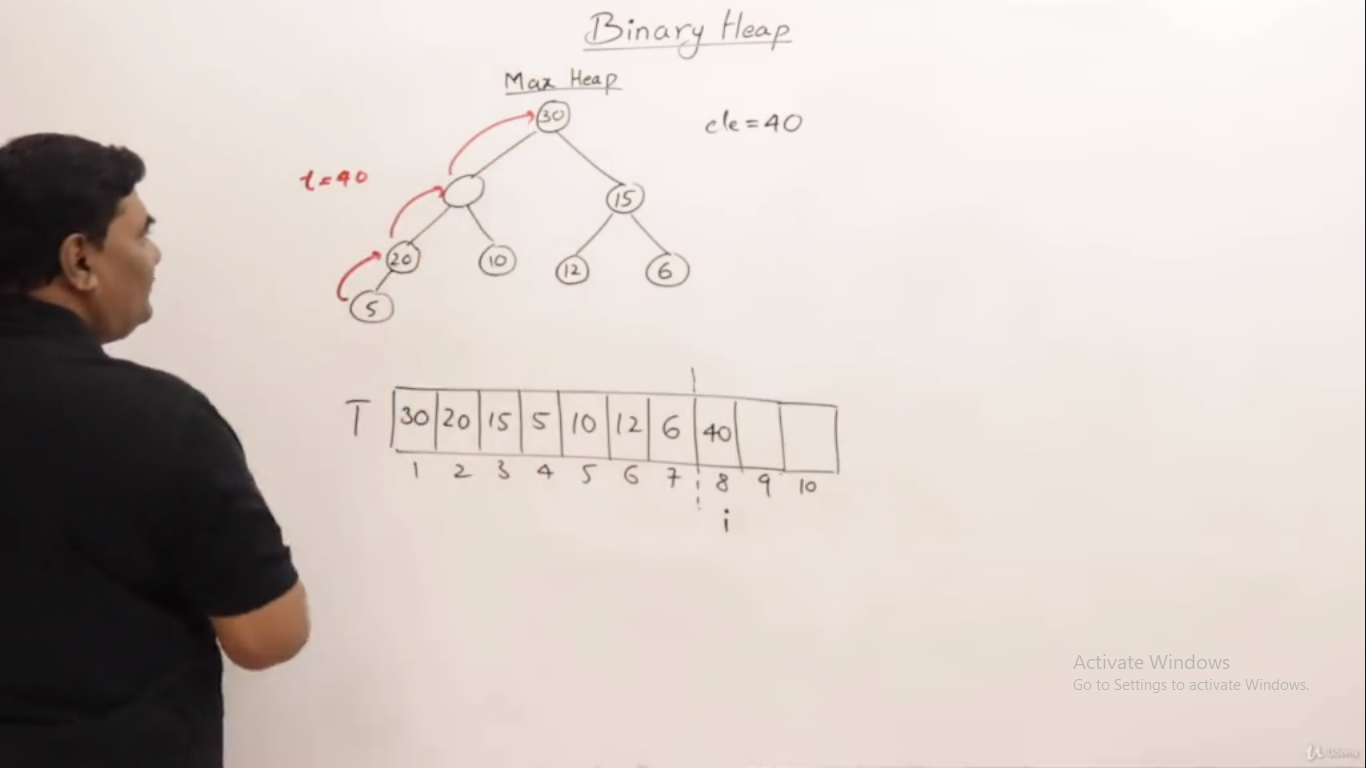 Binary Heap
Max Heap
30
ele=40
t=40
15
20
10
12
6
5
T 30 20 15 5 10 12 6 40
1 2 3 4 5 6 7 8 9 10
i
Activate Windows
Go to Settings to activate Windows.
Udemy